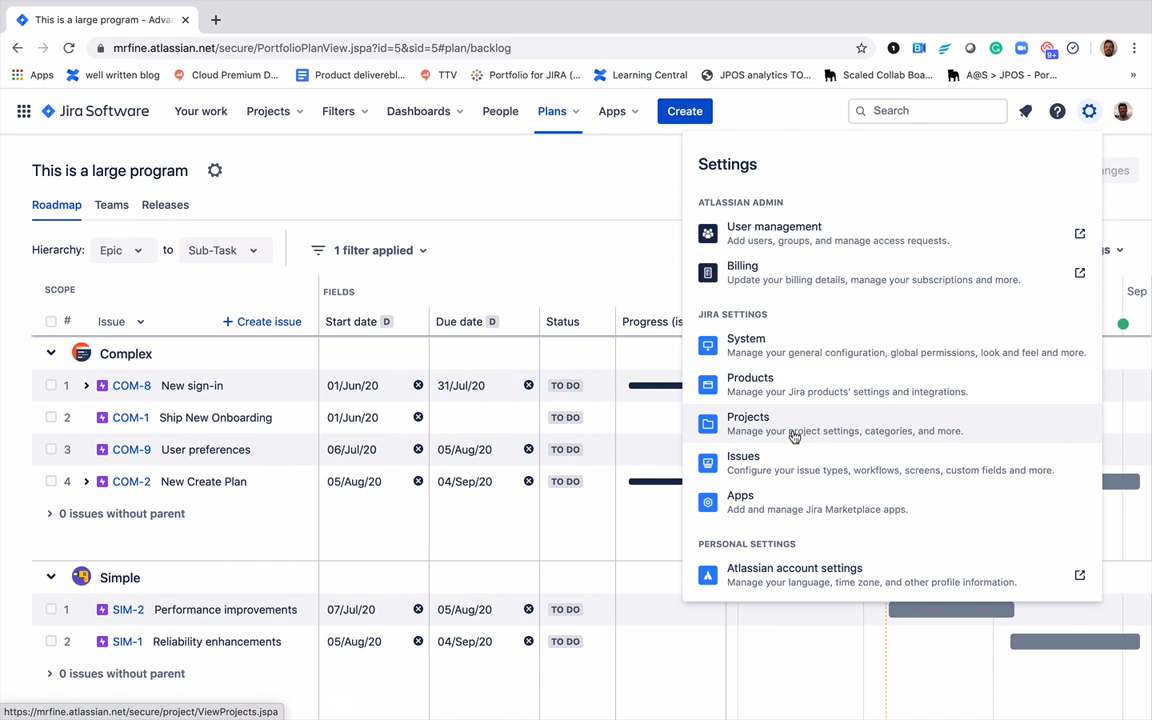 This is a large program - Adva
mrfine.atlassian.net/secure/PortfolioPlanView.jspa?id=5&sid=5#plan/backlog
9+
Apps
well written blog
Cloud Premium D...
Product deliverebl...
TTV
Portfolio for JIRA (...
Learning Central
JPOS analytics TO...
Scaled Collab Boa...
A@S > JPOS - Por...
»
Jira Software
Your work
Projects
Filters
Dashboards
People
Plans
Apps
Create
Search
This is a large program
nges
Roadmap
Teams
Releases
Hierarchy:
Epic
to
Sub-Task
1 filter applied
gs
SCOPE
FIELDS
Sep
#
Issue
+ Create issue
Start date D
Due date D
Status
Progress (is
Complex
1 COM-8 New sign-in 01/Jun/20 31/Jul/20 TO DO
2 COM-1 Ship New Onboarding 01/Jun/20 TO DO
3 COM-9 User preferences 06/Jul/20 05/Aug/20 TO DO
4 COM-2 New Create Plan 05/Aug/20 04/Sep/20 TO DO
0 issues without parent
Simple
1 SIM-2 Performance improvements 07/Jul/20 05/Aug/20 TO DO
2 SIM-1 Reliability enhancements 05/Aug/20 04/Sep/20 TO DO
0 issues without parent
Settings
ATLASSIAN ADMIN
User management
Add users, groups, and manage access requests.
Billing
Update your billing details, manage your subscriptions and more.
JIRA SETTINGS
System
Manage your general configuration, global permissions, look and feel and more.
Products
Manage your Jira products' settings and integrations.
Projects
Manage your project settings, categories, and more.
Issues
Configure your issue types, workflows, screens, custom fields and more.
Apps
Add and manage Jira Marketplace apps.
PERSONAL SETTINGS
Atlassian account settings
Manage your language, time zone, and other profile information.
https://mrfine.atlassian.net/secure/project/ViewProjects.jspa